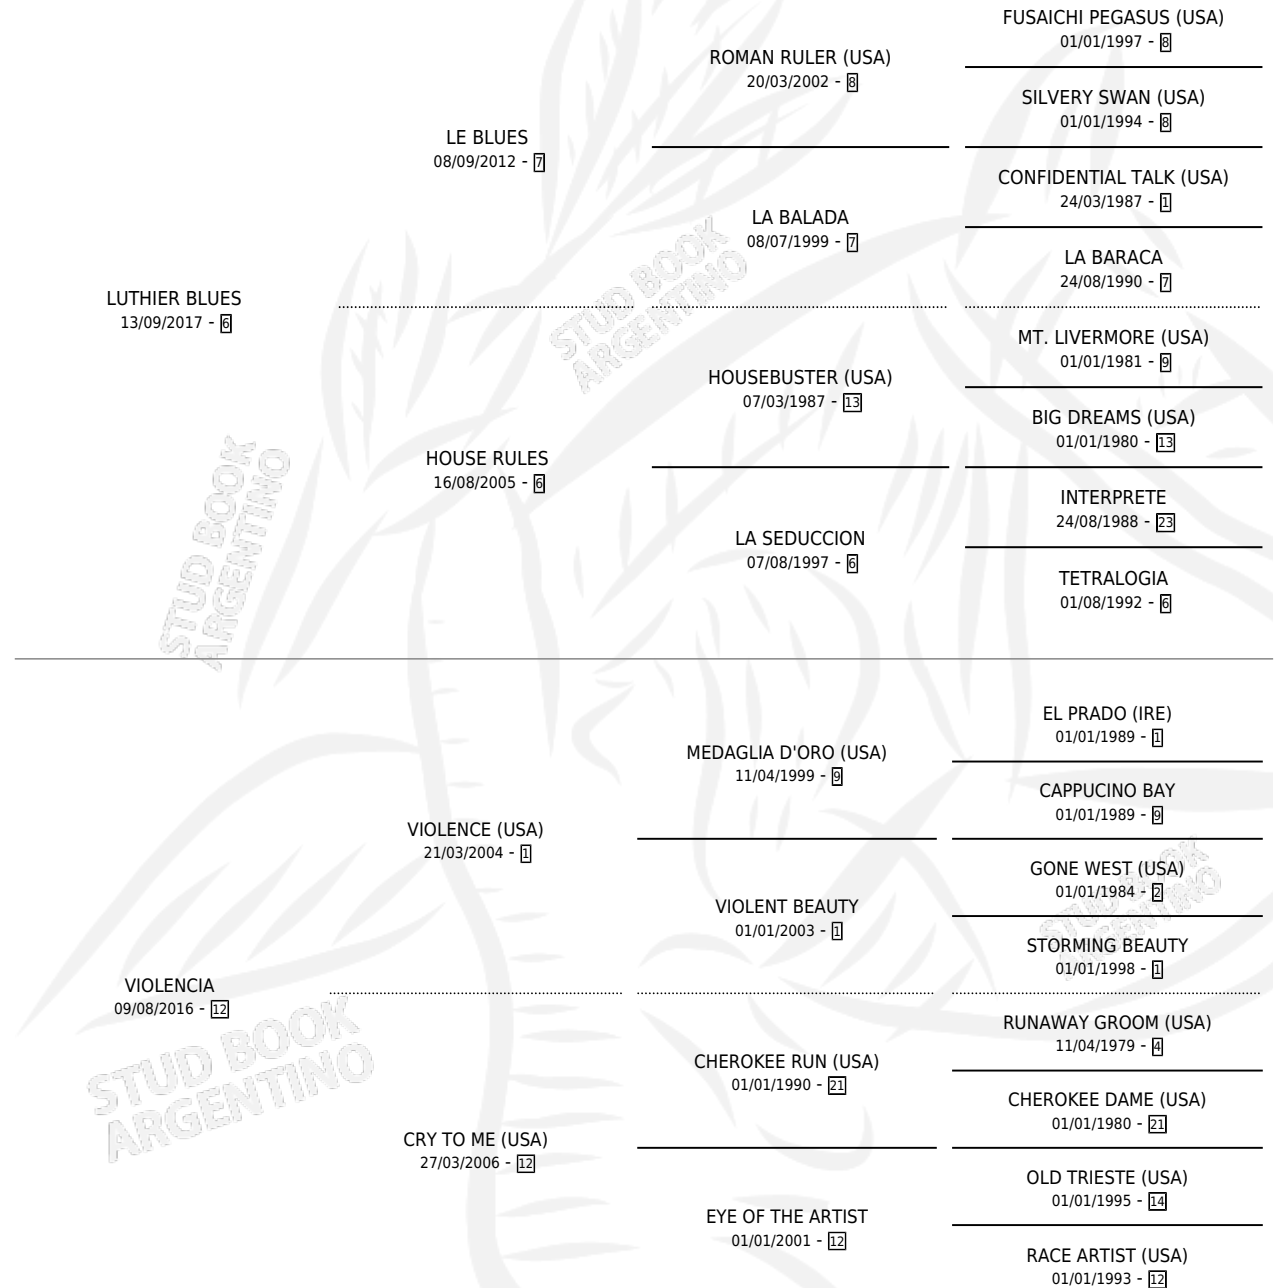 FUSAICHI PEGASUS (USA)
01/01/1997 - 8
ROMAN RULER (USA)
20/03/2002 - 8
SILVERY SWAN (USA)
01/01/1994 - 8
LE BLUES
08/09/2012 - 7
CONFIDENTIAL TALK (USA)
24/03/1987 - 1
LA BALADA
08/07/1999 - 7
LA BARACA
24/08/1990 - 7
LUTHIER BLUES
13/09/2017 - 6
STUD BOOK
ARGENTINO
MT. LIVERMORE (USA)
01/01/1981 - 9
HOUSEBUSTER (USA)
07/03/1987 - 13
BIG DREAMS (USA)
01/01/1980 - 13
HOUSE RULES
16/08/2005 - 6
INTERPRETE
24/08/1988 - 23
LA SEDUCCION
07/08/1997 - 6
TETRALOGIA
01/08/1992 - 6
STUD BOOK
ARGENTINO
EL PRADO (IRE)
01/01/1989 - 1
MEDAGLIA D'ORO (USA)
11/04/1999 - 9
CAPPUCINO BAY
01/01/1989 - 9
VIOLENCE (USA)
21/03/2004 - 1
GONE WEST (USA)
01/01/1984 - 2
VIOLENT BEAUTY
01/01/2003 - 1
STUD BOOK
ARGENTINO
STORMING BEAUTY
01/01/1998 - 1
VIOLENCIA
09/08/2016 - 12
RUNAWAY GROOM (USA)
11/04/1979 - 4
CHEROKEE RUN (USA)
01/01/1990 - 21
CHEROKEE DAME (USA)
01/01/1980 - 21
STUD BOOK
ARGENTINO
CRY TO ME (USA)
27/03/2006 - 12
OLD TRIESTE (USA)
01/01/1995 - 14
EYE OF THE ARTIST
01/01/2001 - 12
RACE ARTIST (USA)
01/01/1993 - 12